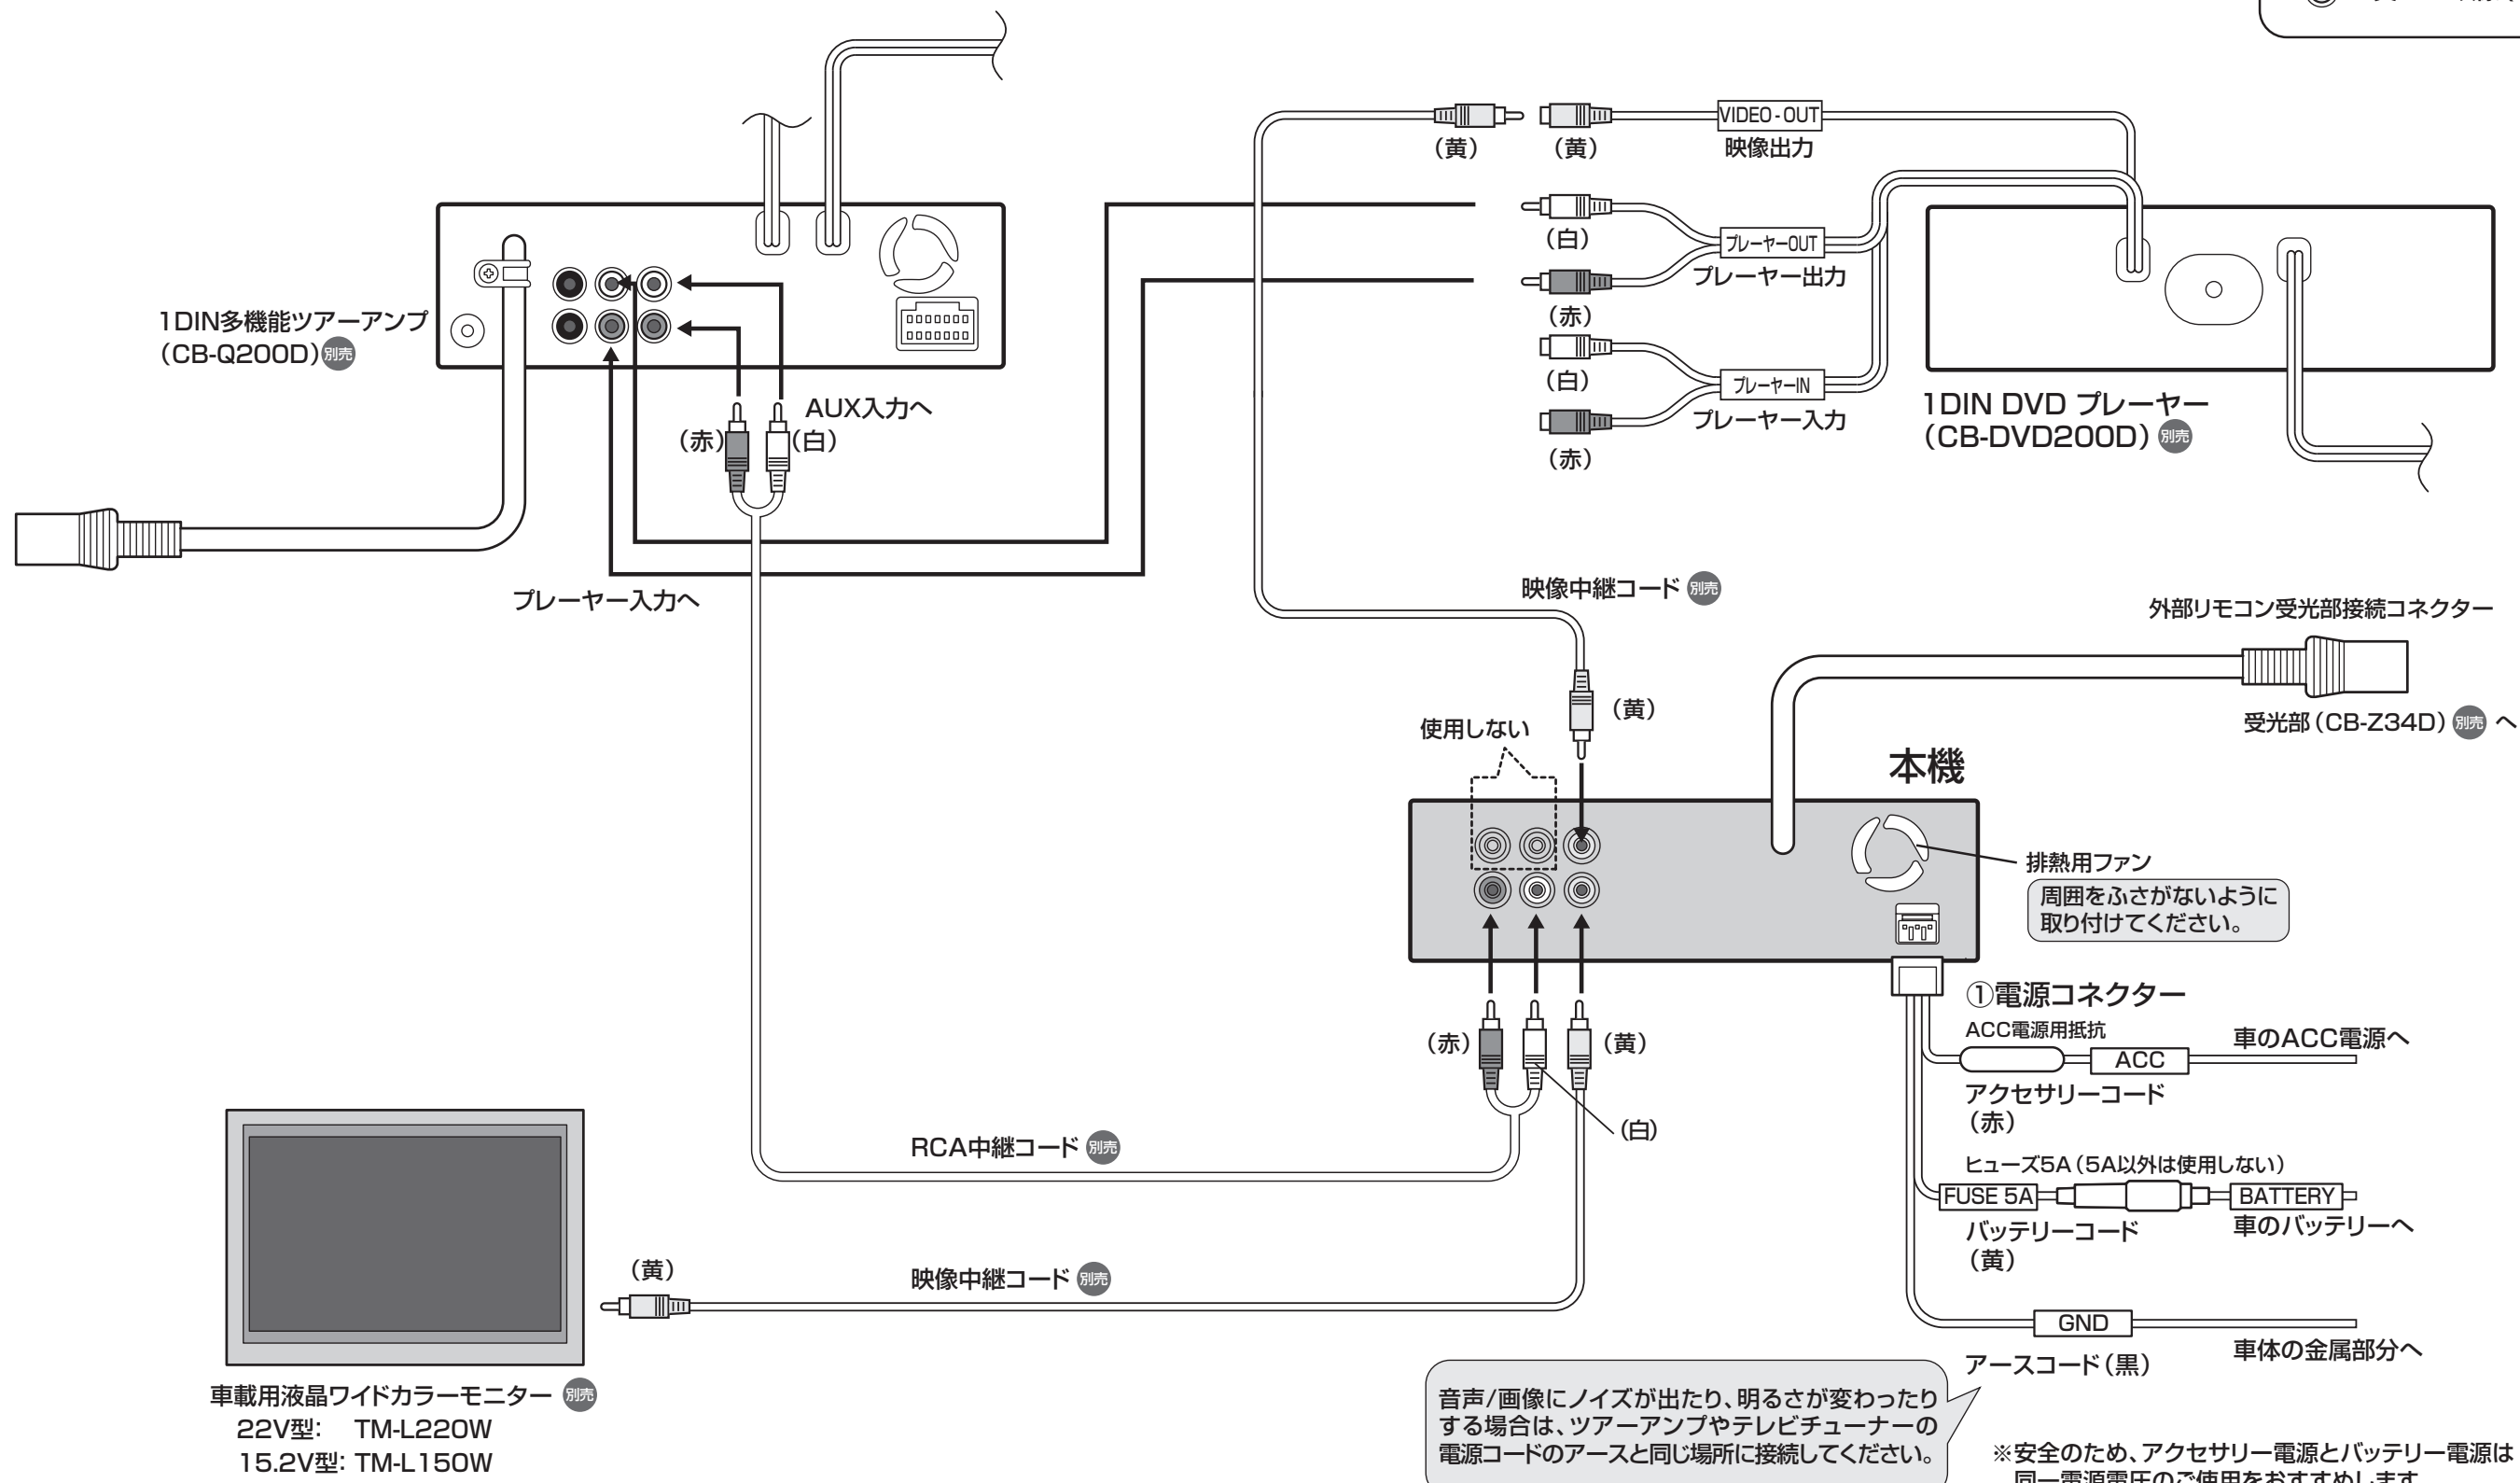 VIDEO-OUT
（黄）
（黄）
映像出力
（白）
プレーヤーOUT
プレーヤー出力
（赤）
1DIN多機能ツアーアンプ
（CB-Q200D）別売
（白）
プレーヤーIN
プレーヤー入力
（赤）
1DIN DVD プレーヤー
（CB-DVD200D）別売
AUX入力へ
（赤）
（白）
プレーヤー入力へ
映像中継コード 別売
外部リモコン受光部接続コネクター
（黄）
受光部（CB-Z34D）別売 へ
使用しない
本機
排熱用ファン
周囲をふさがないように
取り付けてください。
①電源コネクター
ACC電源用抵抗
車のACC電源へ
ACC
アクセサリーコード
（赤）
（赤）
（黄）
（白）
RCA中継コード 別売
ヒューズ5A（5A以外は使用しない）
FUSE 5A
BATTERY
バッテリーコード
（黄）
車のバッテリーへ
（黄）
映像中継コード 別売
GND
アースコード（黒）
車体の金属部分へ
車載用液晶ワイドカラーモニター 別売
22V型： TM-L220W
15.2V型：TM-L150W
音声/画像にノイズが出たり、明るさが変わったり
する場合は、ツアーアンプやテレビチューナーの
電源コードのアースと同じ場所に接続してください。
※安全のため、アクセサリー電源とバッテリー電源は
同一電源電圧のご使用をおすすめします